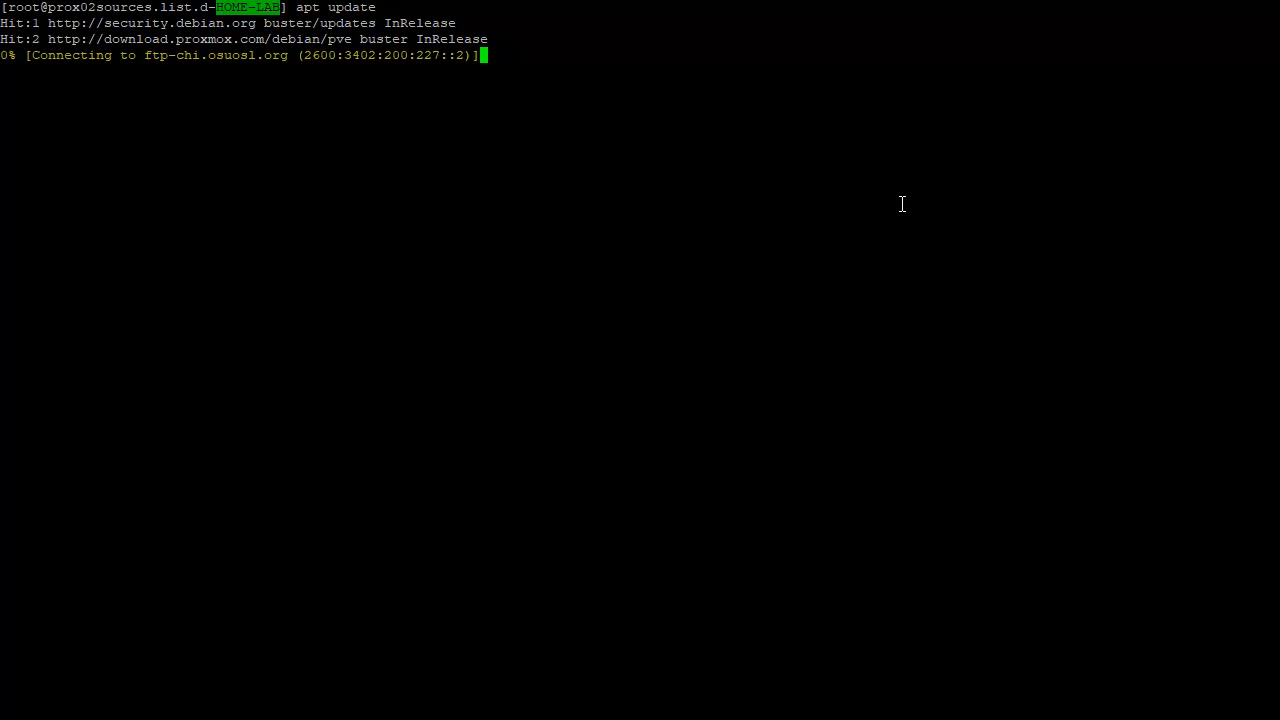 [root@prox02sources.list.d-HOME-LAB] apt update
Hit:1 http://security.debian.org buster/updates InRelease
Hit:2 http://download.proxmox.com/debian/pve buster InRelease
0% [Connecting to ftp-chi.osuosl.org (2600:3402:200:227::2)]